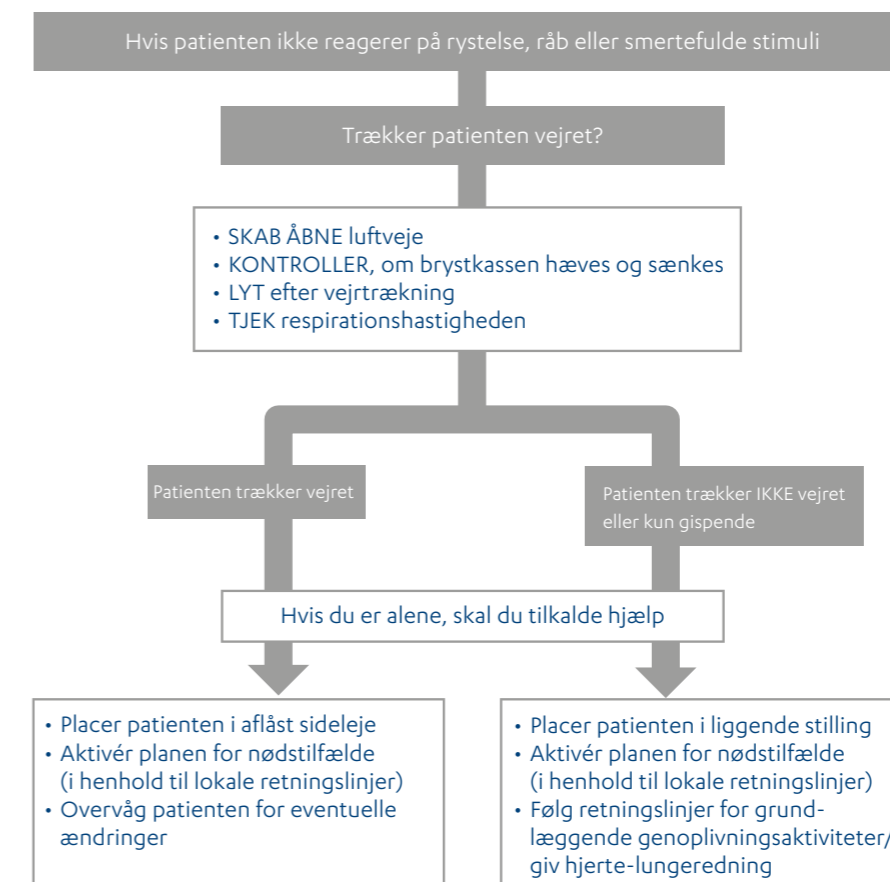 Hvis patienten ikke reagerer på rystelse, råb eller smertefulde stimuli
Trækker patienten vejret?
• SKAB ÅBNE luftveje
• KONTROLLER, om brystkassen hæves og sænkes
• LYT efter vejrtrækning
• TJEK respirationshastigheden
Patienten trækker vejret
Patienten trækker IKKE vejret
eller kun gispende
Hvis du er alene, skal du tilkalde hjælp
• Placer patienten i aflåst sideleje
• Aktivér planen for nødstilfælde
(i henhold til lokale retningslinjer)
• Overvåg patienten for eventuelle
ændringer
• Placer patienten i liggende stilling
• Aktivér planen for nødstilfælde
(i henhold til lokale retningslinjer)
• Følg retningslinjer for grund-
læggende genoplivningsaktiviteter/
giv hjerte-lungeredning